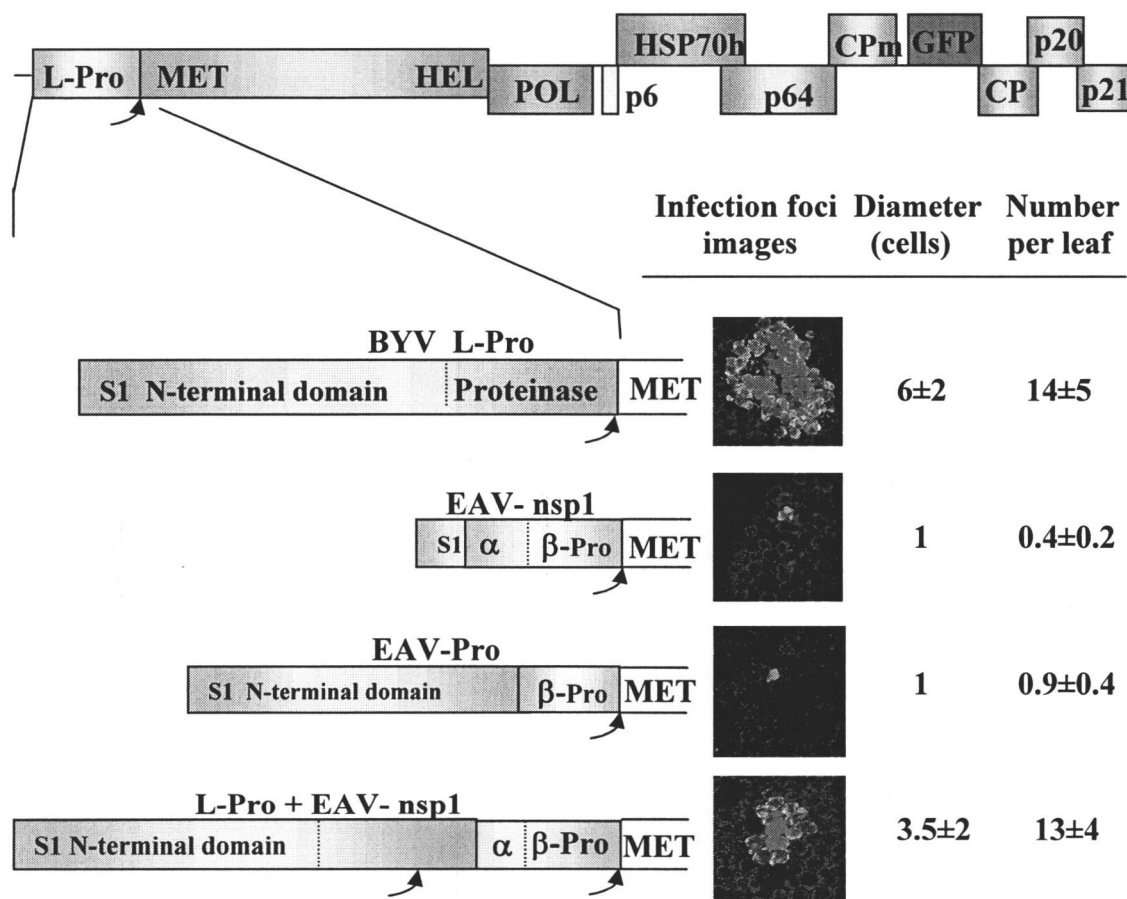 HSP70h CPm GFP p20
L-Pro MET HEL POL p6 p64 CP p21
Infection foci images Diameter (cells) Number per leaf
BYV L-Pro
S1 N-terminal domain Proteinase MET 6±2 14±5
EAV- nsp1
S1 α β-Pro MET 1 0.4±0.2
EAV-Pro
S1 N-terminal domain β-Pro MET 1 0.9±0.4
L-Pro + EAV- nsp1
S1 N-terminal domain α β-Pro MET 3.5±2 13±4